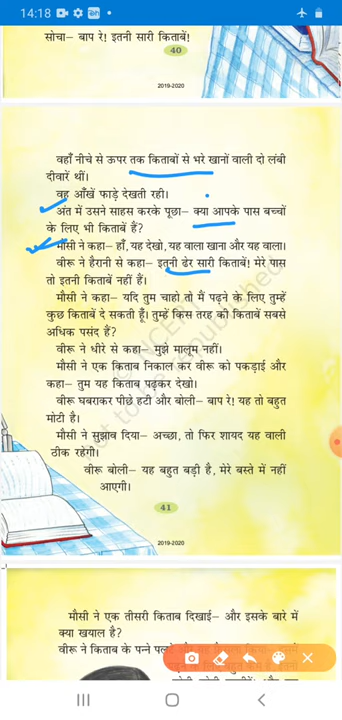 14:18
सोचा– बाप रे! इतनी सारी किताबें!
40
2019-2020
वहाँ नीचे से ऊपर तक किताबों से भरे खानों वाली दो लंबी
दीवारें थीं।
वह आँखें फाड़े देखती रही।
अंत में उसने साहस करके पूछा– क्या आपके पास बच्चों
के लिए भी किताबें हैं?
मौसी ने कहा– हाँ, यह देखो, यह वाला खाना और यह वाला।
वीरू ने हैरानी से कहा– इतनी ढेर सारी किताबें! मेरे पास
तो इतनी किताबें नहीं हैं।
मौसी ने कहा– यदि तुम चाहो तो मैं पढ़ने के लिए तुम्हें
कुछ किताबें दे सकती हूँ। तुम्हें किस तरह की किताबें सबसे
अधिक पसंद हैं?
वीरू ने धीरे से कहा– मुझे मालूम नहीं।
मौसी ने एक किताब निकाल कर वीरू को पकड़ाई और
कहा– तुम यह किताब पढ़कर देखो।
वीरू घबराकर पीछे हटी और बोली– बाप रे! यह तो बहुत
मोटी है।
मौसी ने सुझाव दिया– अच्छा, तो फिर शायद यह वाली
ठीक रहेगी।
वीरू बोली– यह बहुत बड़ी है, मेरे बस्ते में नहीं
आएगी।
41
2019-2020
मौसी ने एक तीसरी किताब दिखाई– और इसके बारे में
क्या खयाल है?
वीरू ने किताब के पन्ने